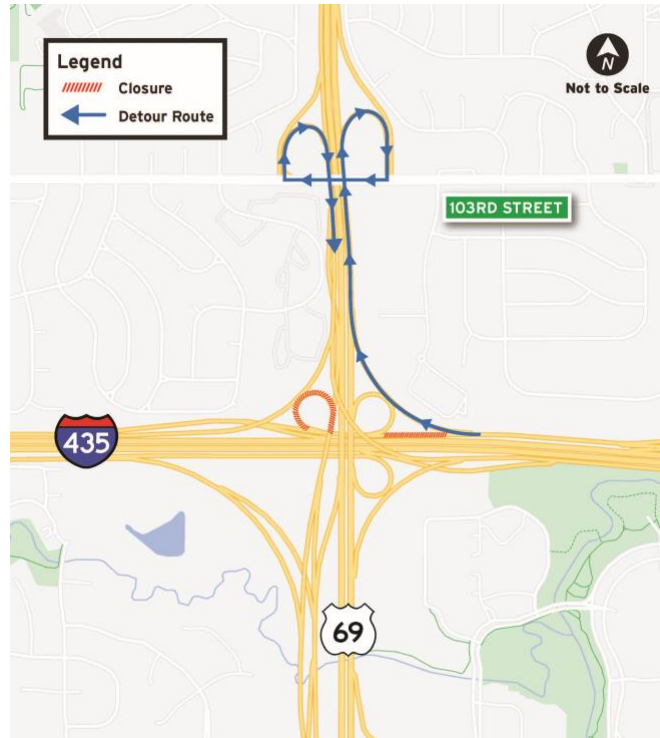 Legend
Closure
Detour Route
N
Not to Scale
103RD STREET
435
69